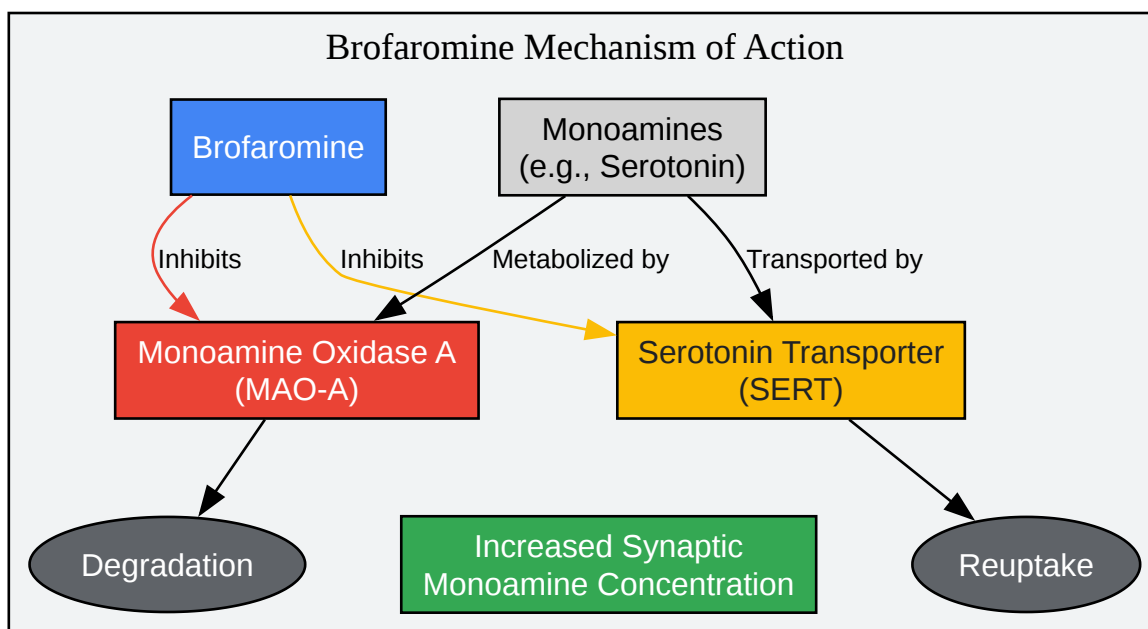 Brofaromine Mechanism of Action
Brofaromine
Monoamines
(e.g., Serotonin)
Inhibits
Inhibits
Metabolized by
Transported by
Monoamine Oxidase A
(MAO-A)
Serotonin Transporter
(SERT)
Degradation
Increased Synaptic
Monoamine Concentration
Reuptake